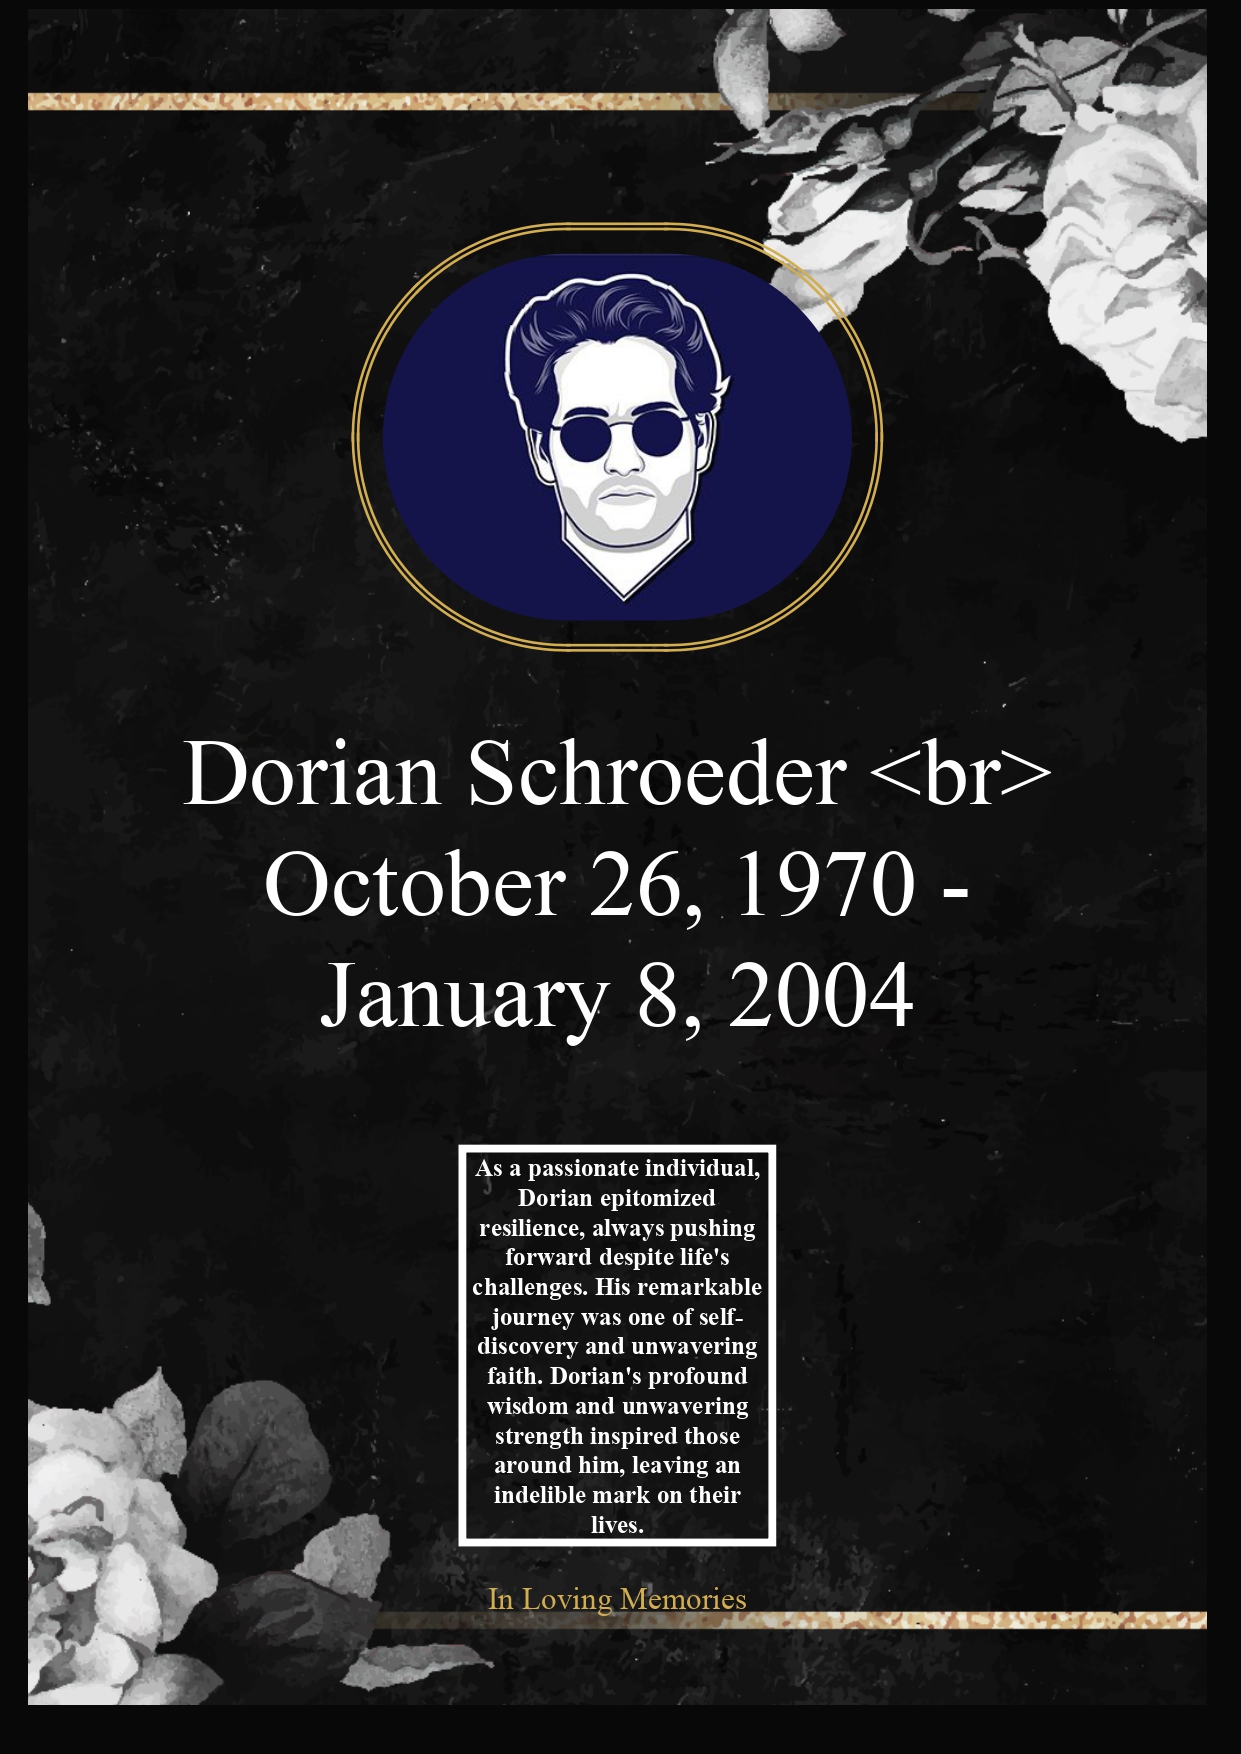 Dorian Schroeder <br>
October 26, 1970 -
January 8, 2004
As a passionate individual,
Dorian epitomized
resilience, always pushing
forward despite life's
challenges. His remarkable
journey was one of self-
discovery and unwavering
faith. Dorian's profound
wisdom and unwavering
strength inspired those
around him, leaving an
indelible mark on their
lives.
In Loving Memories